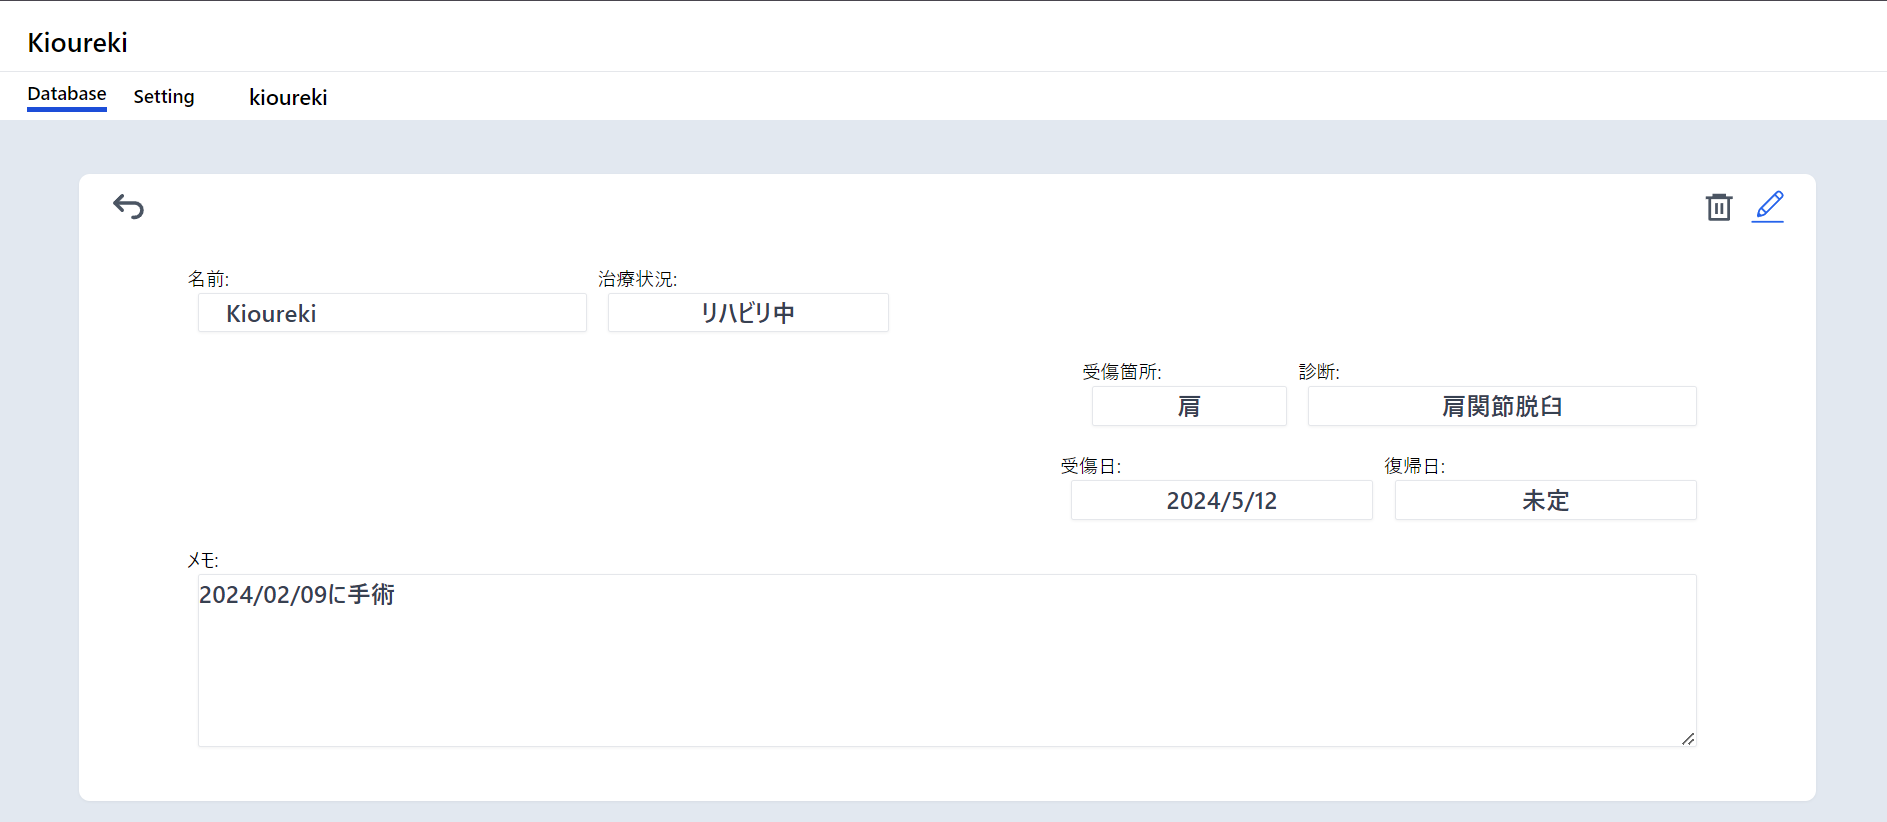 Kioureki
Database Setting kioureki
名前: 治療状況:
Kioureki リハビリ中
受傷箇所: 診断:
肩 肩関節脱臼
受傷日: 復帰日:
2024/5/12 未定
メモ:
2024/02/09に手術